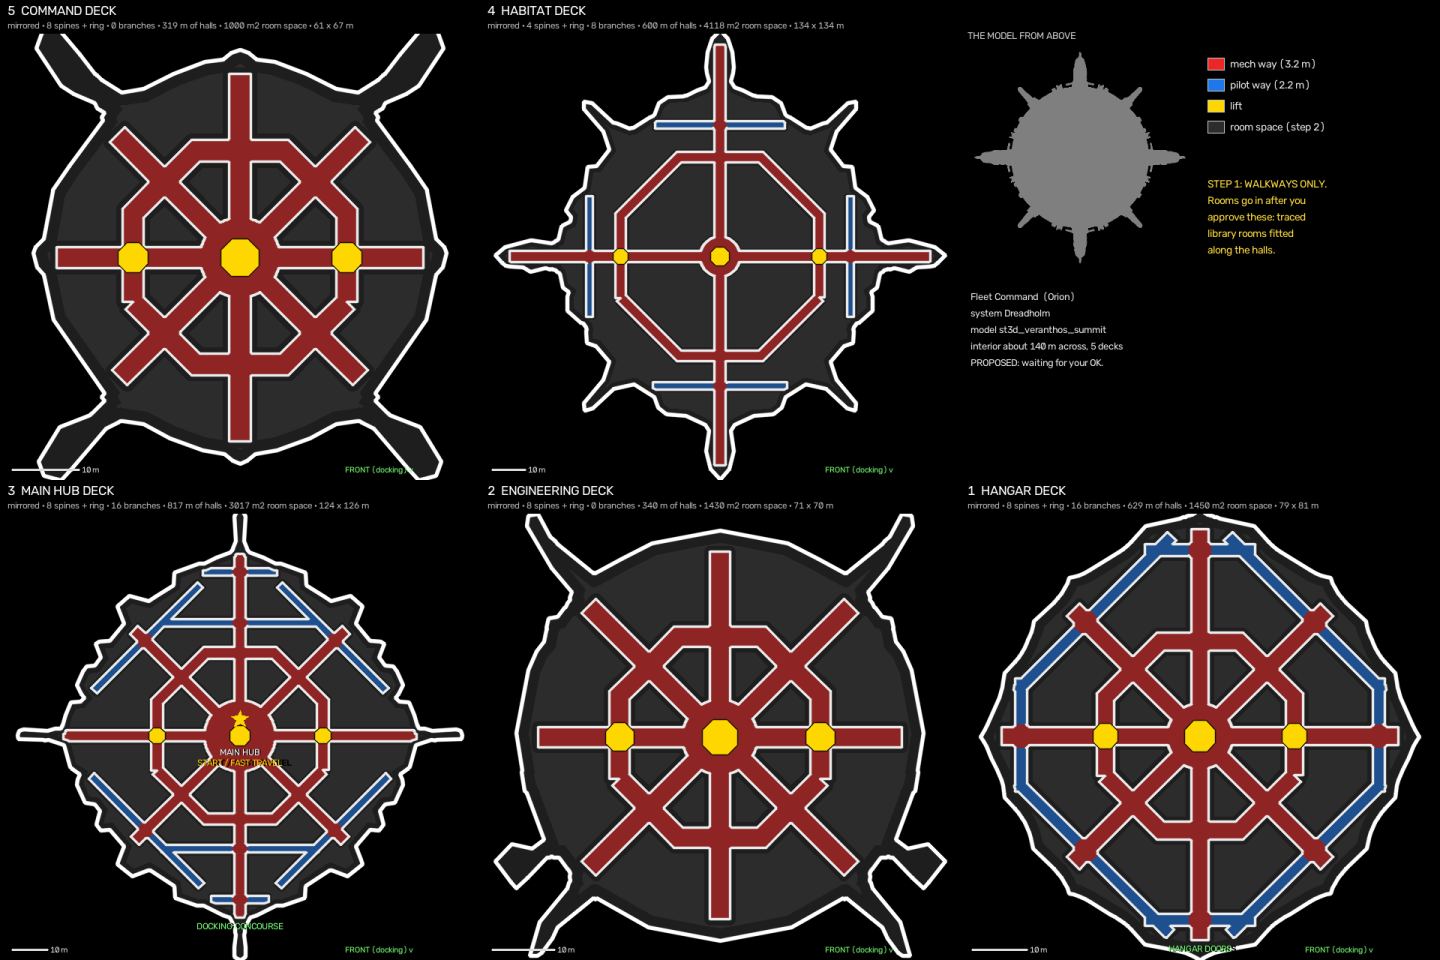 5 COMMAND DECK
mirrored • 8 spines + ring • 0 branches • 319 m of halls • 1000 m2 room space • 61 x 67 m
10 m
FRONT (docking) v
4 HABITAT DECK
mirrored • 4 spines + ring • 8 branches • 600 m of halls • 4118 m2 room space • 134 x 134 m
10 m
FRONT (docking) v
THE MODEL FROM ABOVE
mech way (3.2 m)
pilot way (2.2 m)
lift
room space (step 2)
STEP 1: WALKWAYS ONLY.
Rooms go in after you
approve these: traced
library rooms fitted
along the halls.
Fleet Command (Orion)
system Dreadholm
model st3d_veranthos_summit
interior about 140 m across, 5 decks
PROPOSED: waiting for your OK.
3 MAIN HUB DECK
mirrored • 8 spines + ring • 16 branches • 817 m of halls • 3017 m2 room space • 124 x 126 m
MAIN HUB
START / FAST TRAVEL
DOCKING CONCOURSE
10 m
FRONT (docking) v
2 ENGINEERING DECK
mirrored • 8 spines + ring • 0 branches • 340 m of halls • 1430 m2 room space • 71 x 70 m
10 m
FRONT (docking) v
1 HANGAR DECK
mirrored • 8 spines + ring • 16 branches • 629 m of halls • 1450 m2 room space • 79 x 81 m
HANGAR DOORS
10 m
FRONT (docking) v